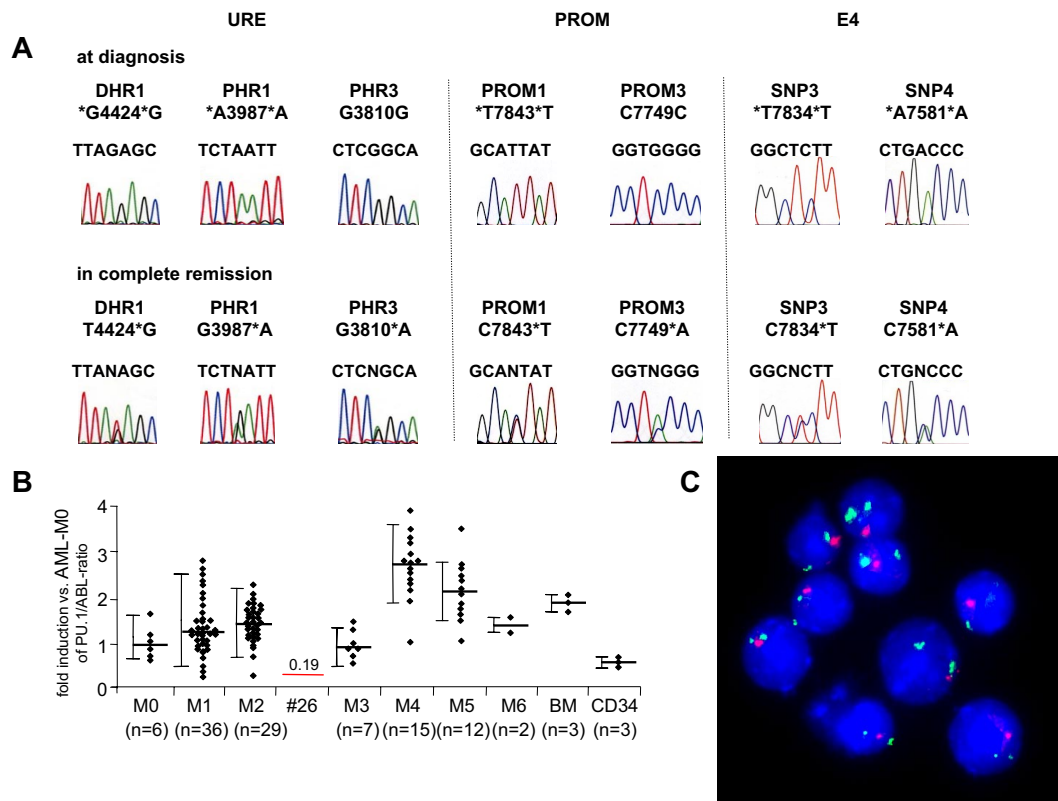 URE PROM E4
A
at diagnosis
DHR1 PHR1 PHR3 PROM1 PROM3 SNP3 SNP4
*G4424*G *A3987*A G3810G *T7843*T C7749C *T7834*T *A7581*A
TTAGAGC TCTAATT CTCGGCA GCATTAT GGTGGGG GGCTCTT CTGACCC
in complete remission
DHR1 PHR1 PHR3 PROM1 PROM3 SNP3 SNP4
T4424*G G3987*A G3810*A C7843*T C7749*A C7834*T C7581*A
TTANAGC TCTNATT CTCNGCA GCANTAT GGTNGGG GGCNCTT CTGNCCC
B
fold induction vs. AML-M0
of PU.1/ABL-ratio
4
3
2
1
0
0.19
M0 M1 M2 #26 M3 M4 M5 M6 BM CD34
(n=6) (n=36) (n=29) (n=7) (n=15) (n=12) (n=2) (n=3) (n=3)
C